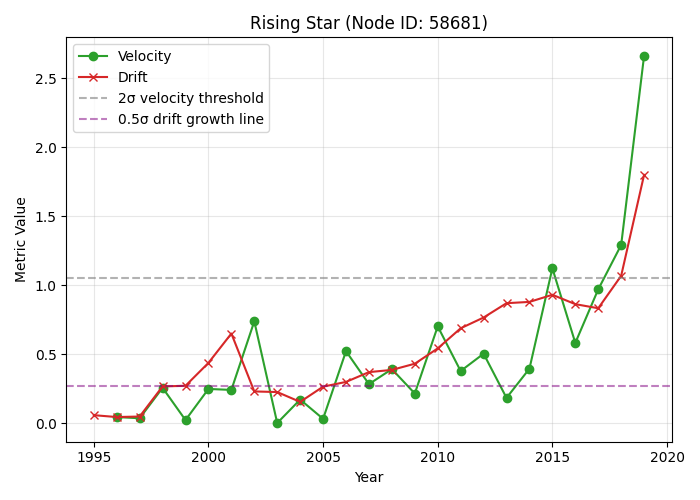 Rising Star (Node ID: 58681)
Velocity
Drift
2σ velocity threshold
0.5σ drift growth line
Metric Value
2.5
2.0
1.5
1.0
0.5
0.0
1995 2000 2005 2010 2015 2020
Year